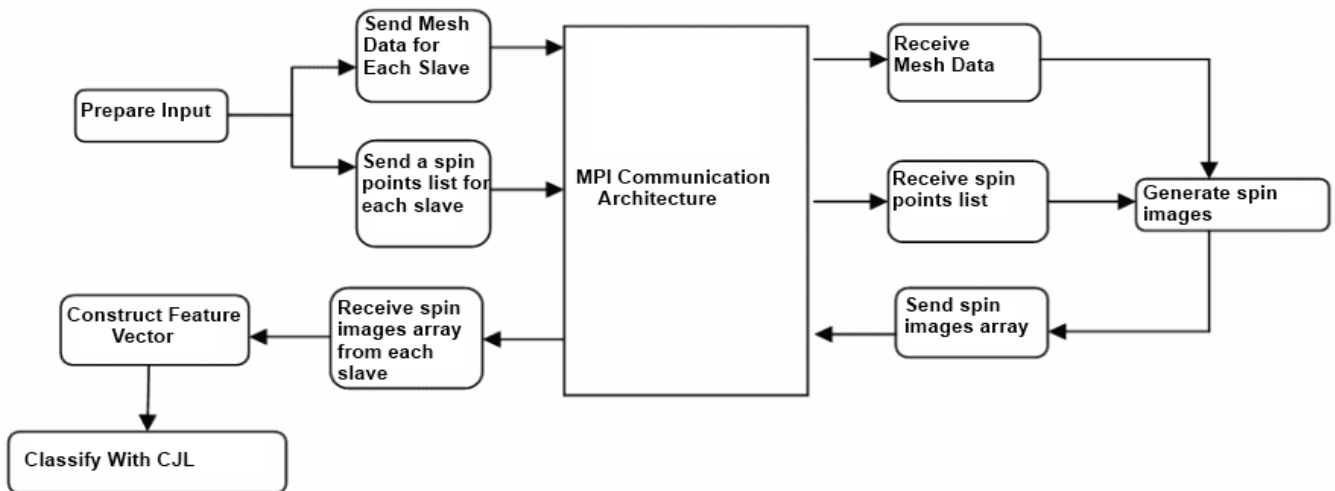 Prepare Input
Send Mesh
Data for
Each Slave
Send a spin
points list for
each slave
MPI Communication
Architecture
Receive
Mesh Data
Receive spin
points list
Generate spin
images
Send spin
images array
Receive spin
images array
from each
slave
Construct Feature
Vector
Classify With CJL